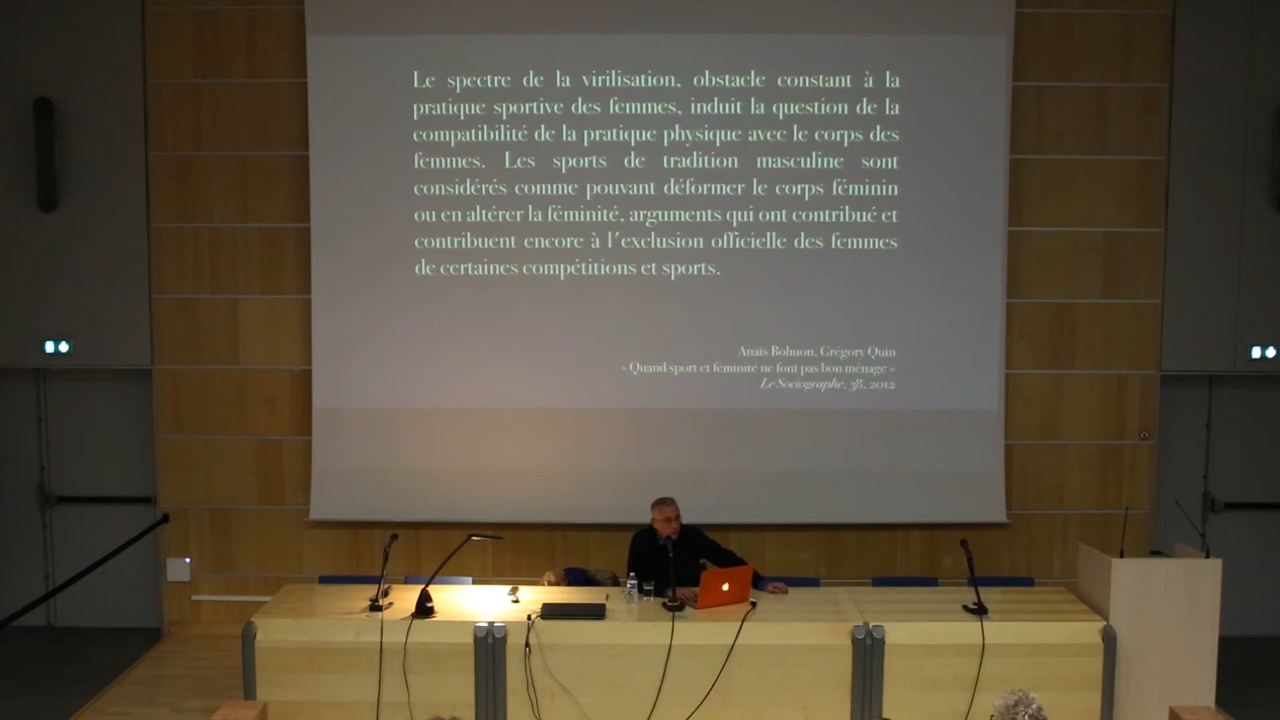 Le spectre de la virilisation, obstacle constant à la
pratique sportive des femmes, induit la question de la
compatibilité de la pratique physique avec le corps des
femmes. Les sports de tradition masculine sont
considérés comme pouvant déformer le corps féminin
ou en altérer la féminité, arguments qui ont contribué et
contribuent encore à l'exclusion officielle des femmes
de certaines compétitions et sports.
Anaïs Bohuon, Grégory Quin
« Quand sport et féminité ne font pas bon ménage »
Le Sociographe, 38, 2012